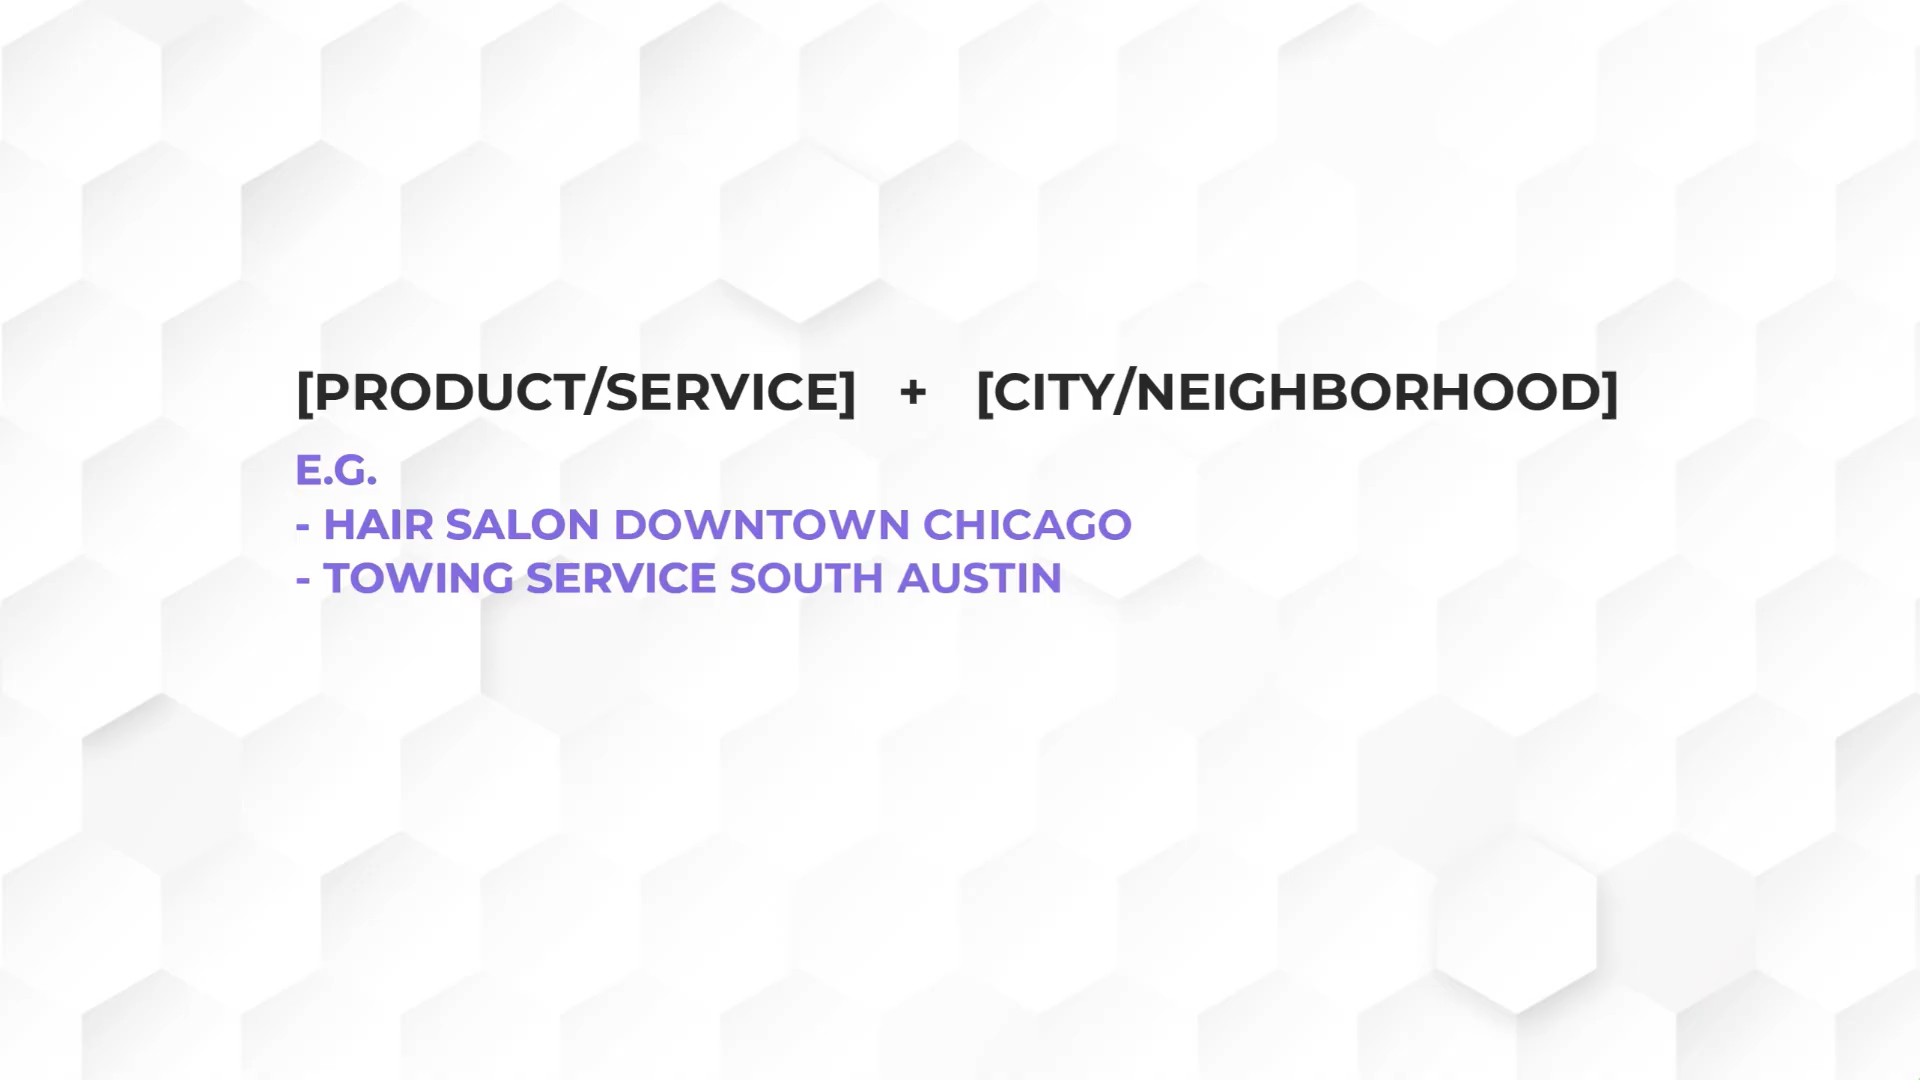 [PRODUCT/SERVICE] + [CITY/NEIGHBORHOOD]
E.G.
- HAIR SALON DOWNTOWN CHICAGO
- TOWING SERVICE SOUTH AUSTIN